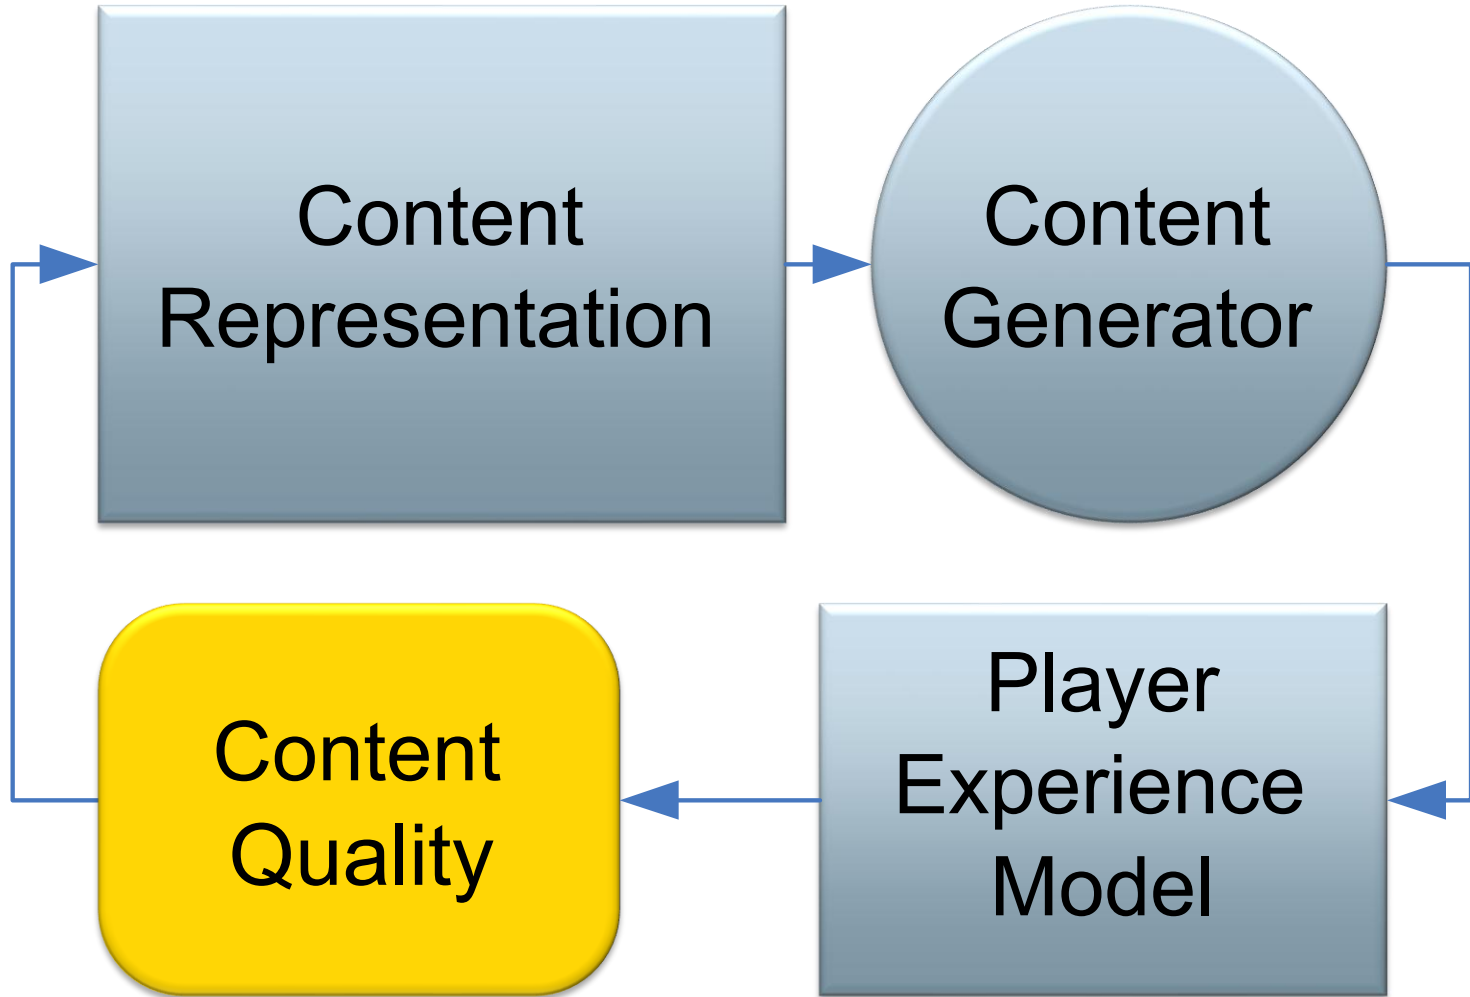 Content
Representation
Content
Generator
Content
Quality
Player
Experience
Model